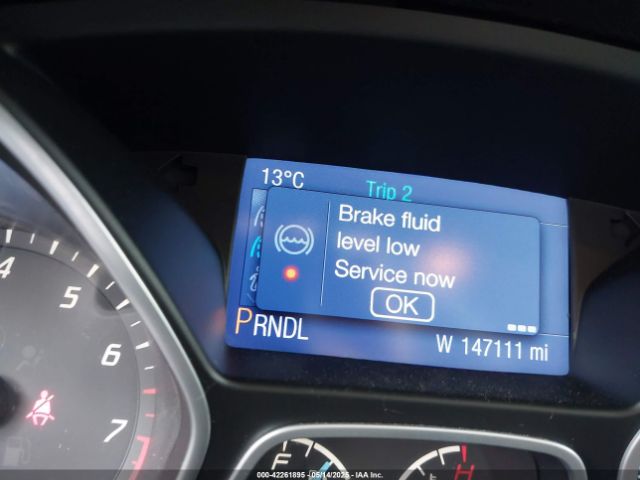 13°C
Trip 2
Brake fluid
level low
Service now
OK
PRNDL
W 147111 mi
4
5
6
7
F
H
000-42261895 - 05/14/2025 - IAA Inc.